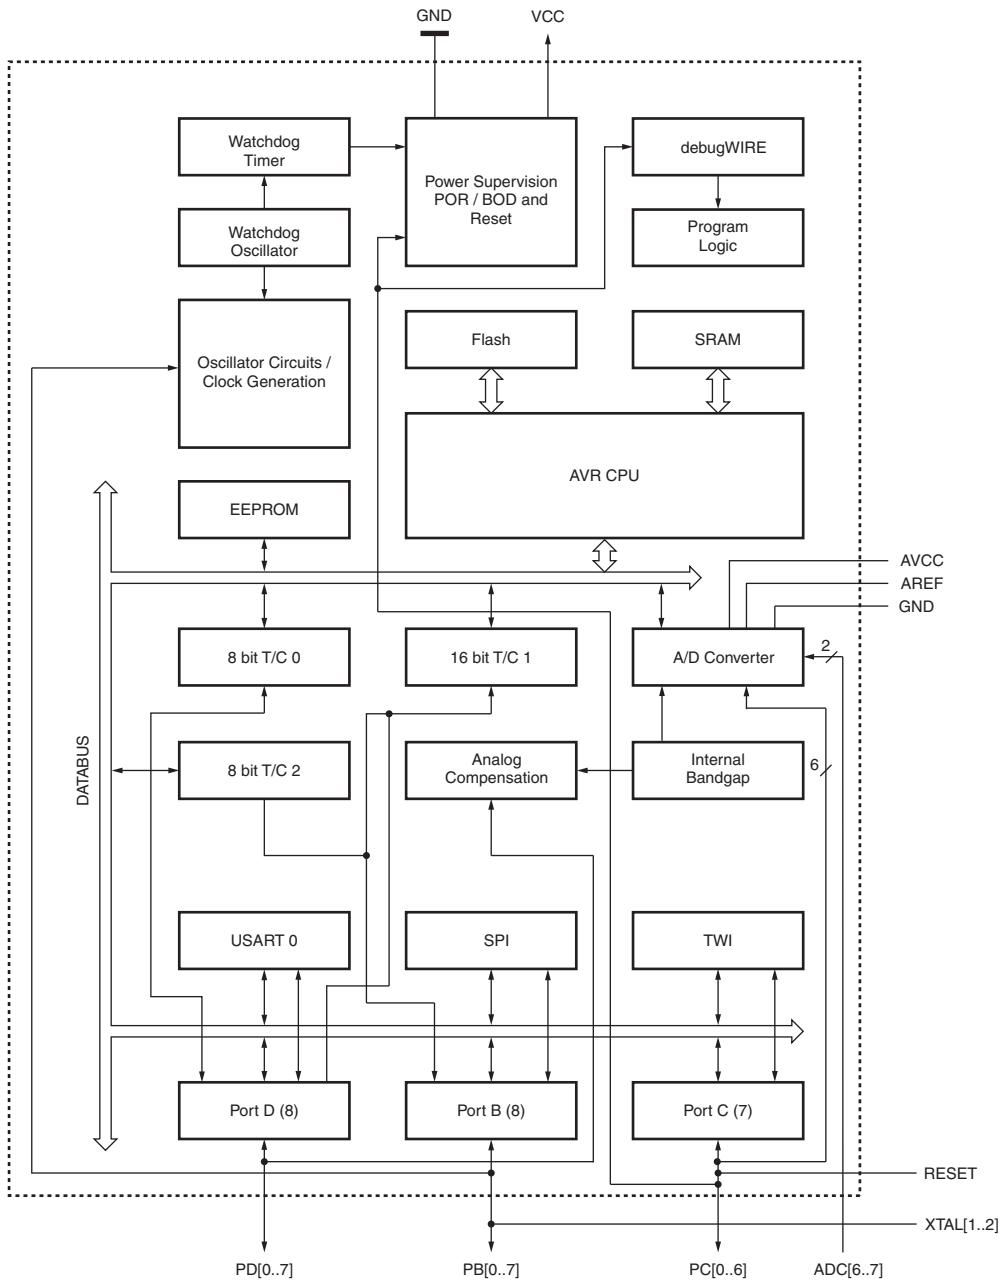 GND
VCC
Watchdog
Timer
Power Supervision
POR / BOD and
Reset
debugWIRE
Watchdog
Oscillator
Program
Logic
Oscillator Circuits /
Clock Generation
Flash
SRAM
AVR CPU
EEPROM
AVCC
AREF
GND
8 bit T/C 0
16 bit T/C 1
A/D Converter
2
DATABUS
8 bit T/C 2
Analog
Compensation
Internal
Bandgap
6
USART 0
SPI
TWI
Port D (8)
Port B (8)
Port C (7)
RESET
XTAL[1..2]
PD[0..7]
PB[0..7]
PC[0..6]
ADC[6..7]